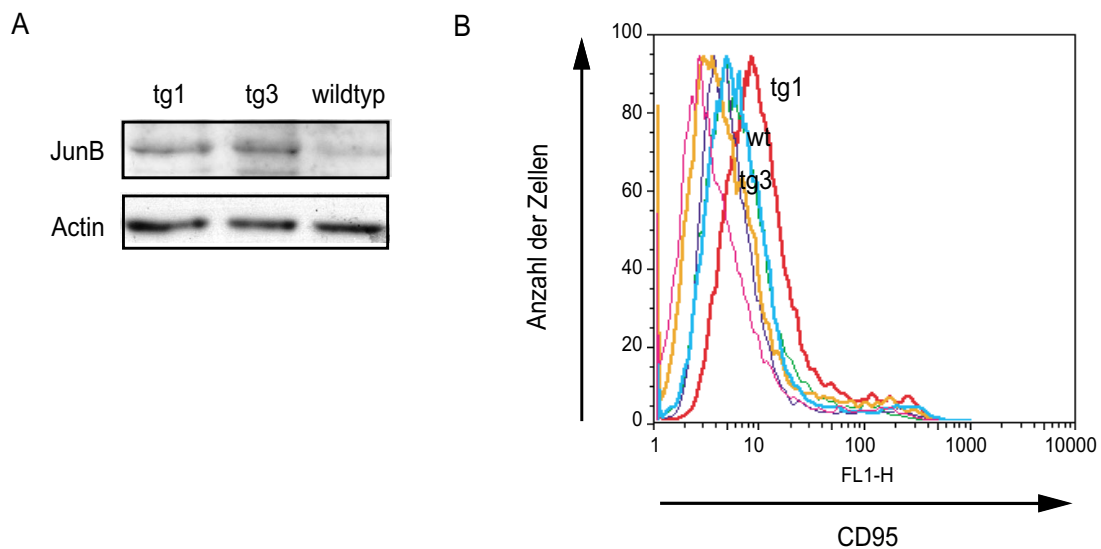 A
tg1 tg3 wildtyp
JunB
Actin
B
Anzahl der Zellen
100
80
60
40
20
0
tg1
wt
tg3
1 10 100 1000 10000
FL1-H
CD95